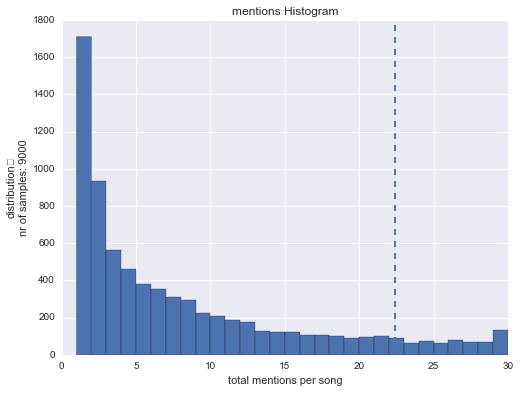 mentions Histogram
1800
1600
1400
1200
1000
800
600
400
200
0
distribution
nr of samples: 9000
0 5 10 15 20 25 30
total mentions per song